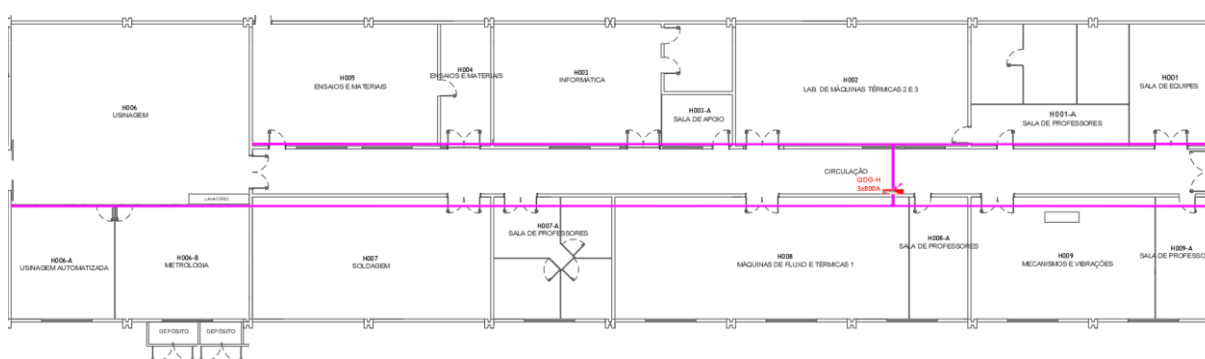 H006
USINAGEM
H005
ENSAIOS E MATERIAIS
H004
ENSAIOS E MATERIAIS
H003
INFORMÁTICA
H003-A
SALA DE APOIO
H002
LAB. DE MÁQUINAS TÉRMICAS 2 E 3
H001-A
SALA DE PROFESSORES
H001
SALA DE EQUIPES
CIRCULAÇÃO
QDG-H
3x800A
LAVATÓRIO
H006-A
USINAGEM AUTOMATIZADA
H006-B
METROLOGIA
H007
SOLDAGEM
H007-A
SALA DE PROFESSORES
H008
MÁQUINAS DE FLUXO E TÉRMICAS 1
H008-A
SALA DE PROFESSORES
H009
MECANISMOS E VIBRAÇÕES
H009-A
SALA DE PROFESSO
DEPÓSITO
DEPÓSITO